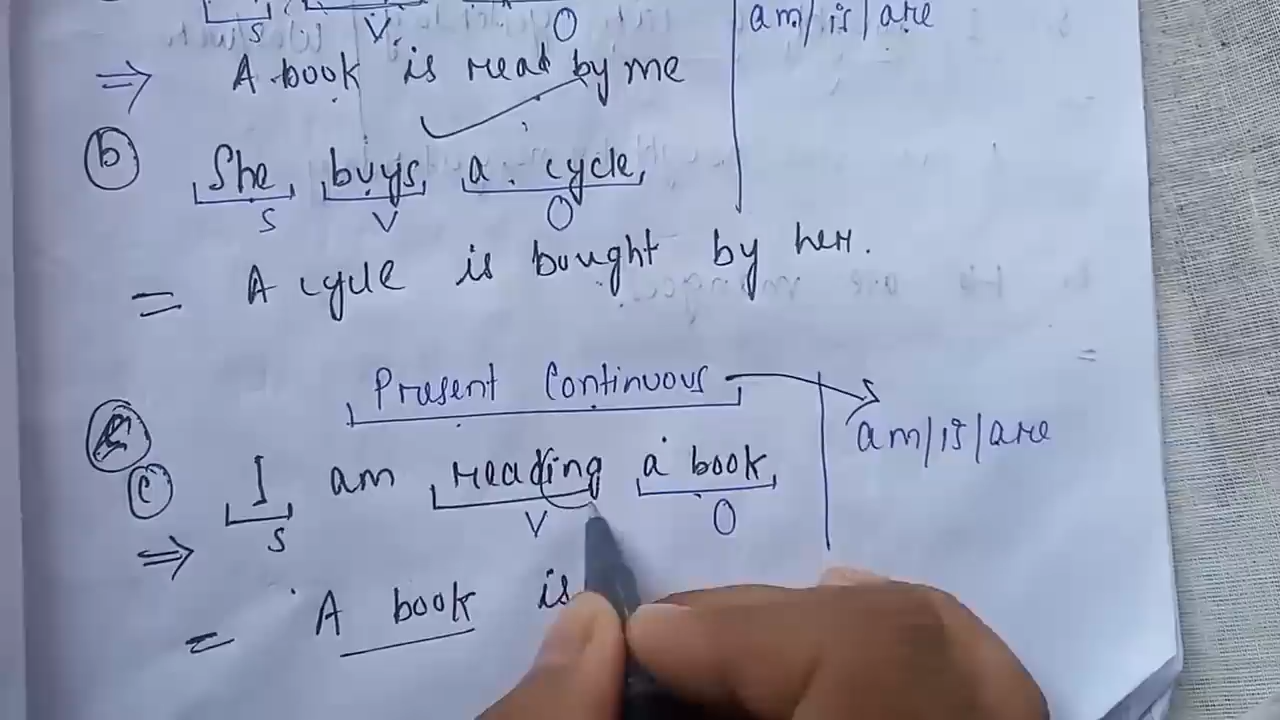 S V O am/is/are
⇒ A book is read by me
(b) She buys a cycle
S V O
= A cycle is bought by her.
Present Continuous → am/is/are
(c) I am reading a book
S V O
⇒
= A book is